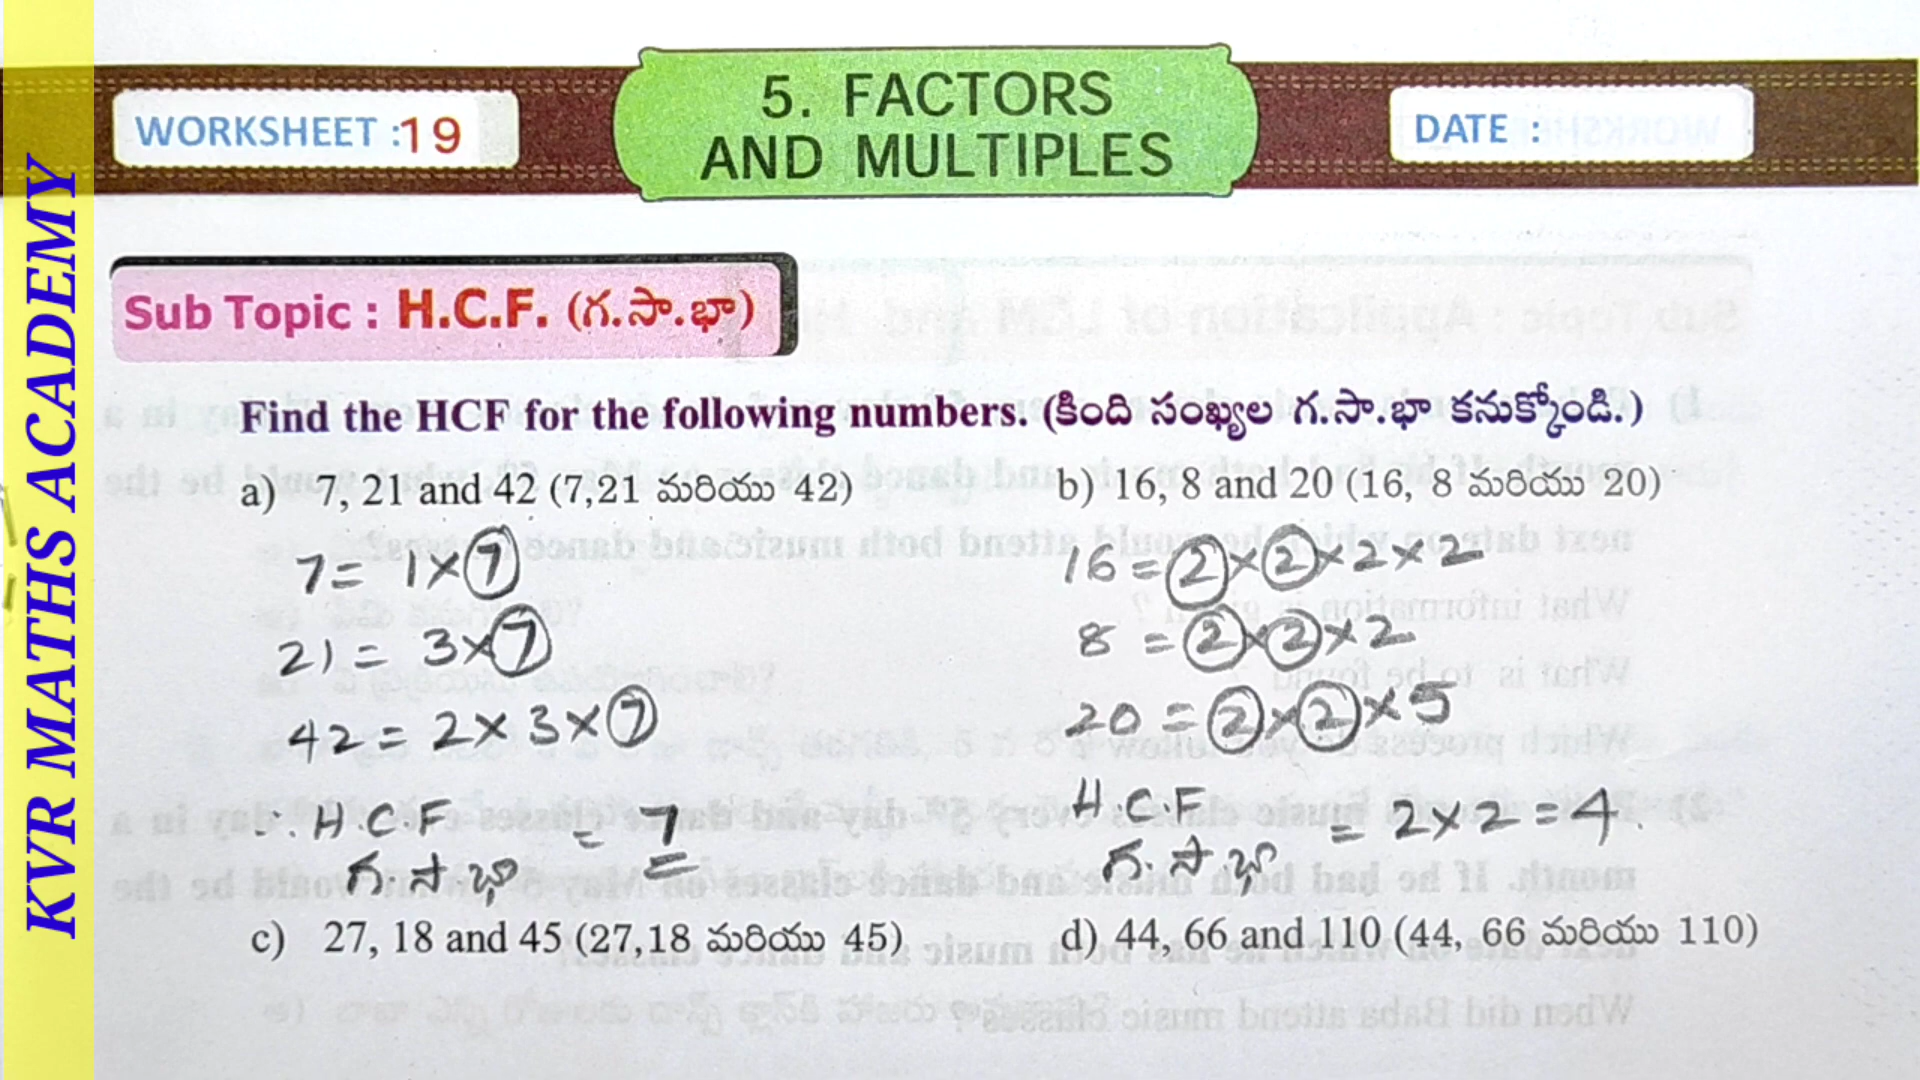 KVR MATHS ACADEMY
WORKSHEET :19
5. FACTORS
AND MULTIPLES
DATE :
Sub Topic : H.C.F. (గ.సా.భా)
Find the HCF for the following numbers. (కింది సంఖ్యల గ.సా.భా కనుక్కోండి.)
a) 7, 21 and 42 (7,21 మరియు 42)
7 = 1 × 7
21 = 3 × 7
42 = 2 × 3 × 7
∴ H.C.F = 7
గ.సా.భా
b) 16, 8 and 20 (16, 8 మరియు 20)
16 = 2 × 2 × 2 × 2
8 = 2 × 2 × 2
20 = 2 × 2 × 5
H.C.F = 2 × 2 = 4.
గ.సా.భా
c) 27, 18 and 45 (27,18 మరియు 45)
d) 44, 66 and 110 (44, 66 మరియు 110)